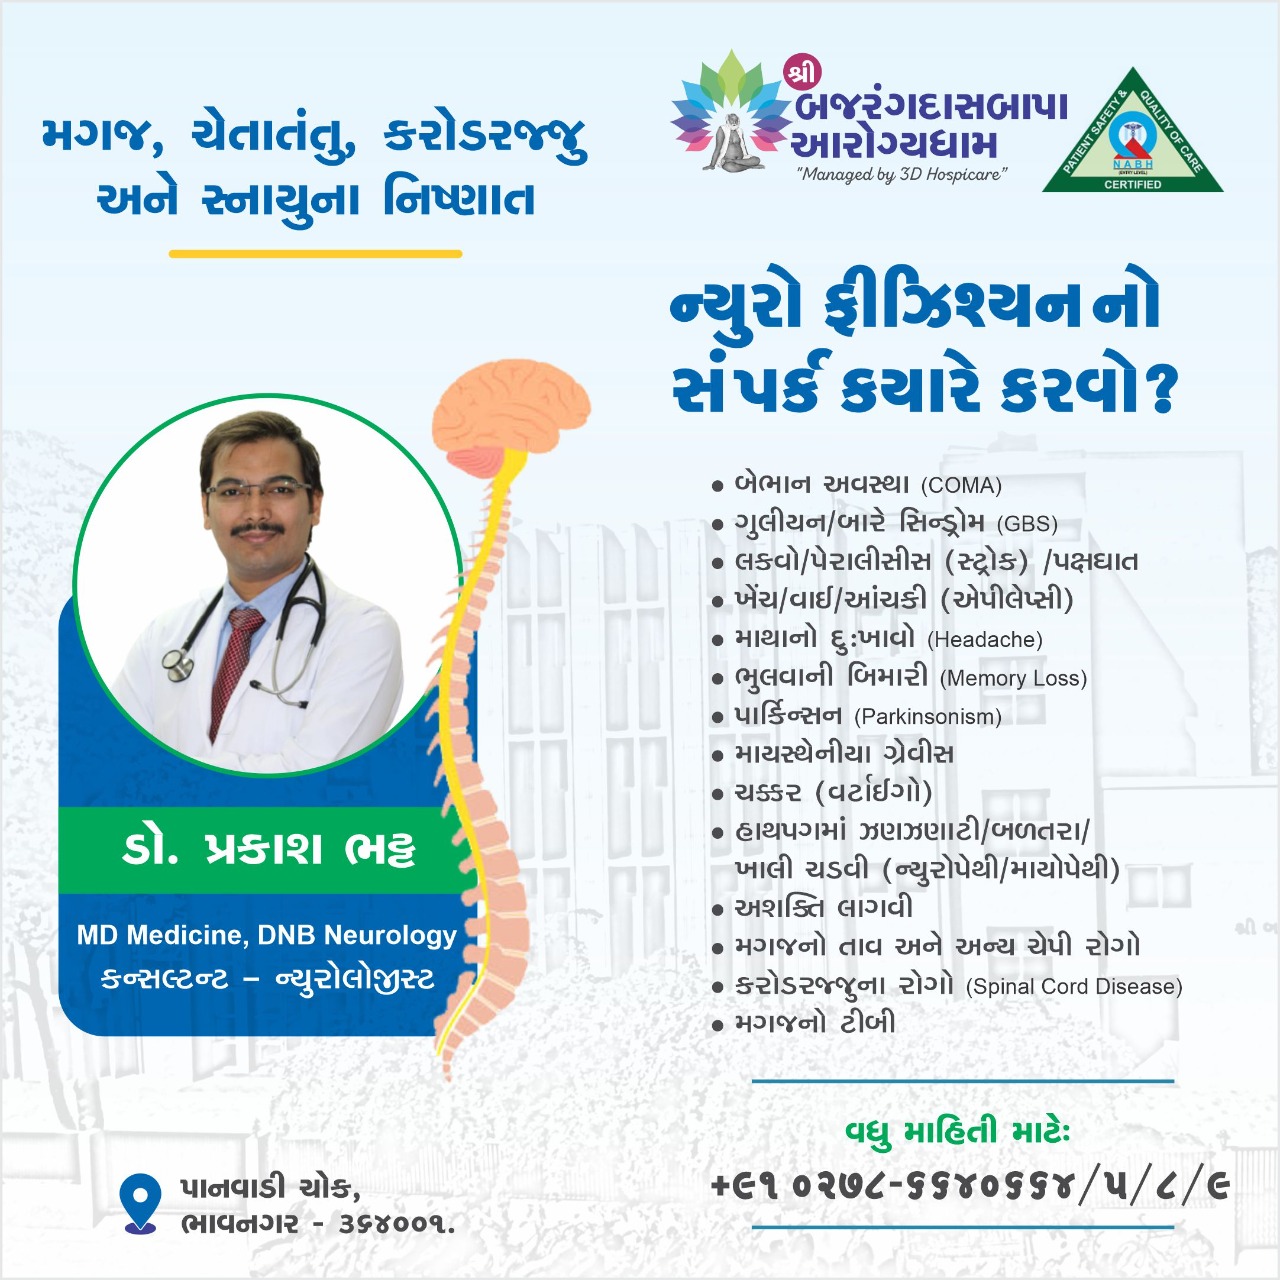 મગજ, ચેતાતંતુ, કરોડરજ્જુ
અને સ્નાયુના નિષ્ણાત
શ્રી
બજરંગદાસબાપા
આરોગ્યધામ
"Managed by 3D Hospicare"
PATIENT SAFETY & QUALITY OF CARE
NABH
(ENTRY LEVEL)
CERTIFIED
ન્યુરો ફીઝિશ્યનનો
સંપર્ક કયારે કરવો?
• બેભાન અવસ્થા (COMA)
• ગુલીયન/બારે સિન્ડ્રોમ (GBS)
• લકવો/પેરાલીસીસ (સ્ટ્રોક) /પક્ષઘાત
• ખેંચ/વાઈ/આંચકી (એપીલેપ્સી)
• માથાનો દુ:ખાવો (Headache)
• ભુલવાની બિમારી (Memory Loss)
• પાર્કિન્સન (Parkinsonism)
• માયસ્થેનીયા ગ્રેવીસ
• ચક્કર (વર્ટાઈગો)
• હાથપગમાં ઝણઝણાટી/બળતરા/
ખાલી ચડવી (ન્યુરોપેથી/માયોપેથી)
• અશક્તિ લાગવી
• મગજનો તાવ અને અન્ય ચેપી રોગો
• કરોડરજ્જુના રોગો (Spinal Cord Disease)
• મગજનો ટીબી
ડો. પ્રકાશ ભટ્ટ
MD Medicine, DNB Neurology
કન્સલ્ટન્ટ – ન્યુરોલોજીસ્ટ
વધુ માહિતી માટે:
+૯૧ ૦૨૭૮-૬૬૪૦૬૬૪/૫/૮/૯
પાનવાડી ચોક,
ભાવનગર - ૩૬૪૦૦૧.